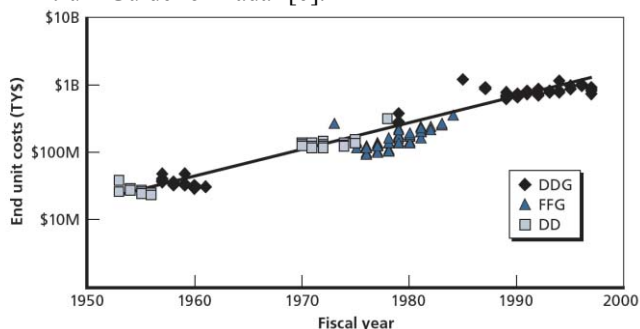 $10B
$1B
$100M
$10M
End unit costs (TY$)
DDG
FFG
DD
1950 1960 1970 1980 1990 2000
Fiscal year